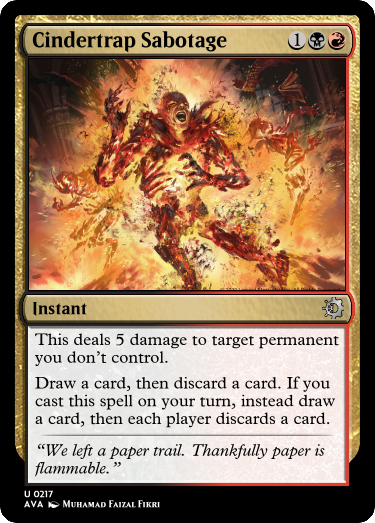 Cindertrap Sabotage 1
Instant
This deals 5 damage to target permanent
you don't control.
Draw a card, then discard a card. If you
cast this spell on your turn, instead draw
a card, then each player discards a card.
“We left a paper trail. Thankfully paper is
flammable.”
U 0217
AVA Muhamad Faizal Fikri